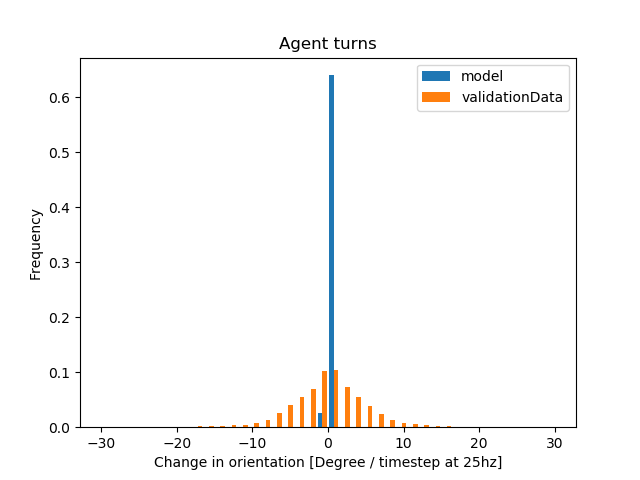 Agent turns
model
validationData
0.6
0.5
0.4
0.3
0.2
0.1
0.0
Frequency
−30
−20
−10
0
10
20
30
Change in orientation [Degree / timestep at 25hz]